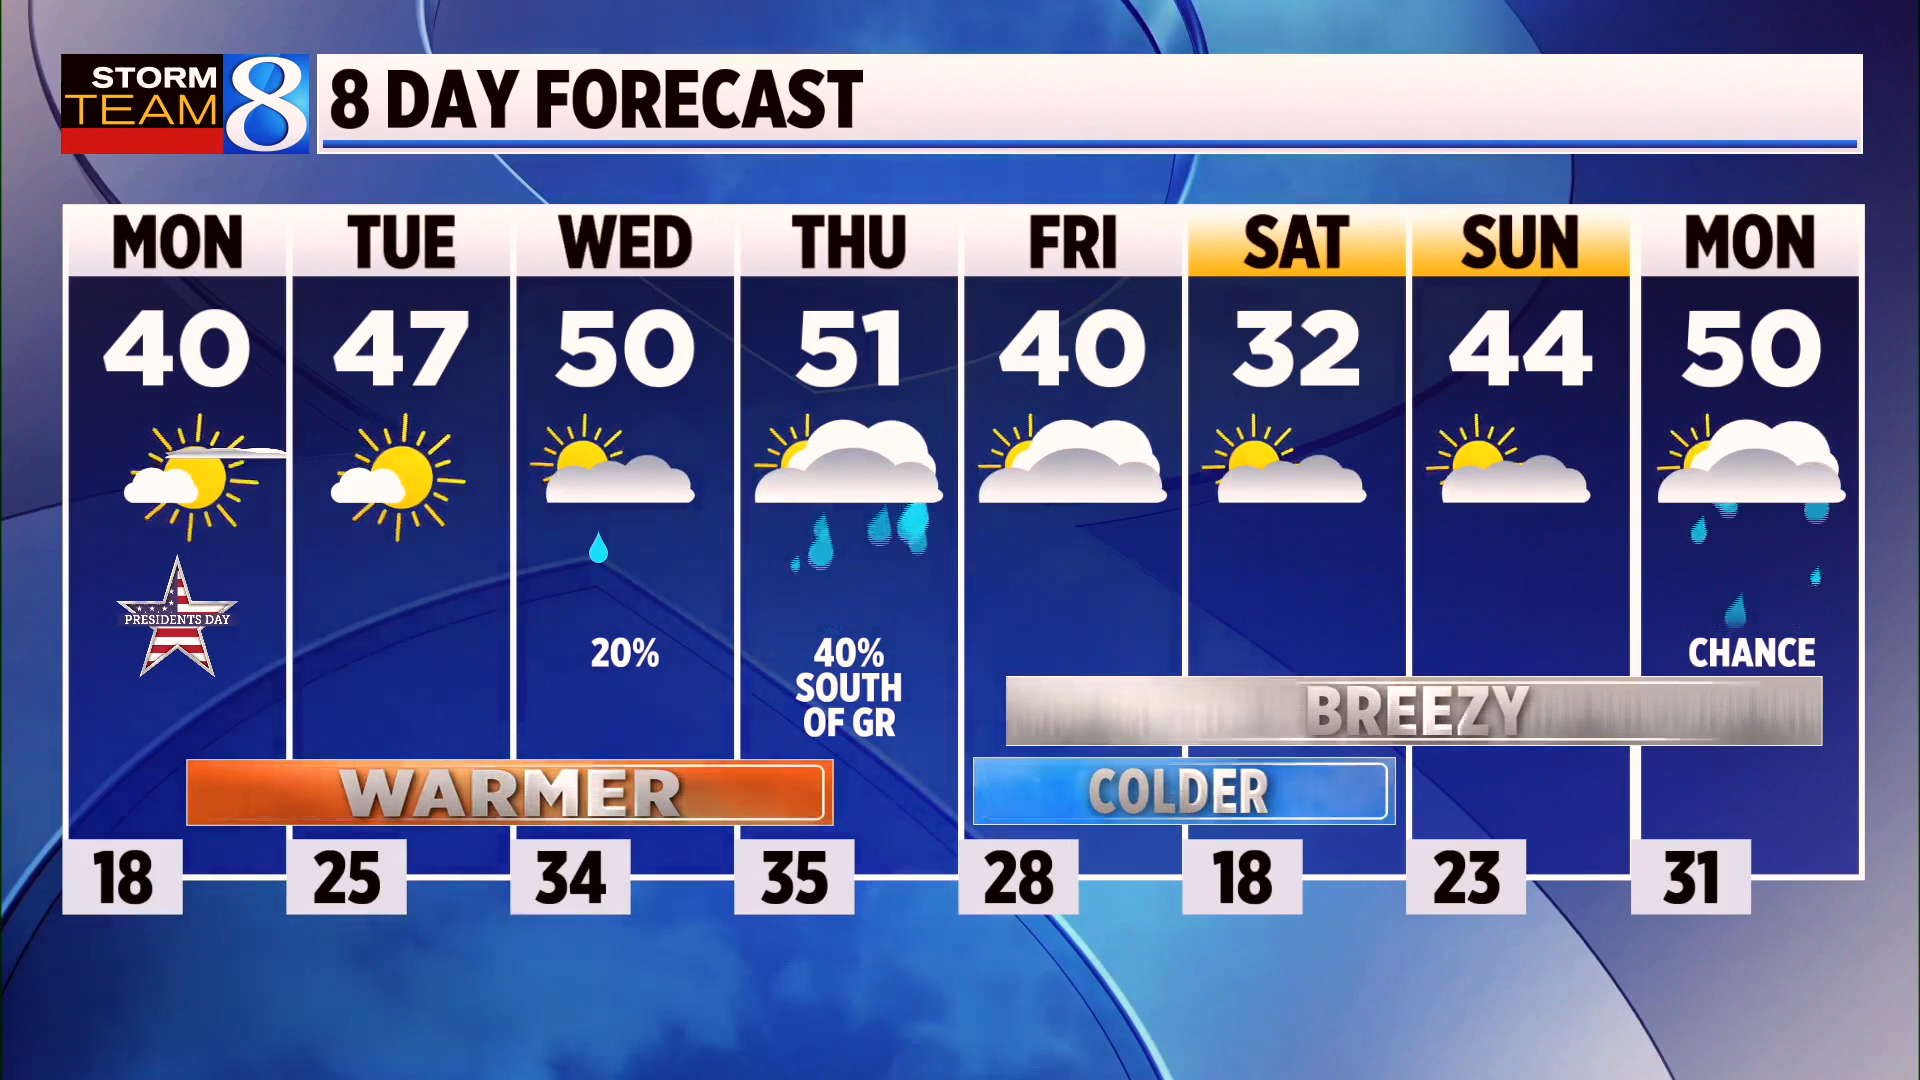 STORM
TEAM 8
8 DAY FORECAST
MON TUE WED THU FRI SAT SUN MON
40 47 50 51 40 32 44 50
PRESIDENTS DAY
20% 40% CHANCE
SOUTH
OF GR
BREEZY
WARMER COLDER
18 25 34 35 28 18 23 31